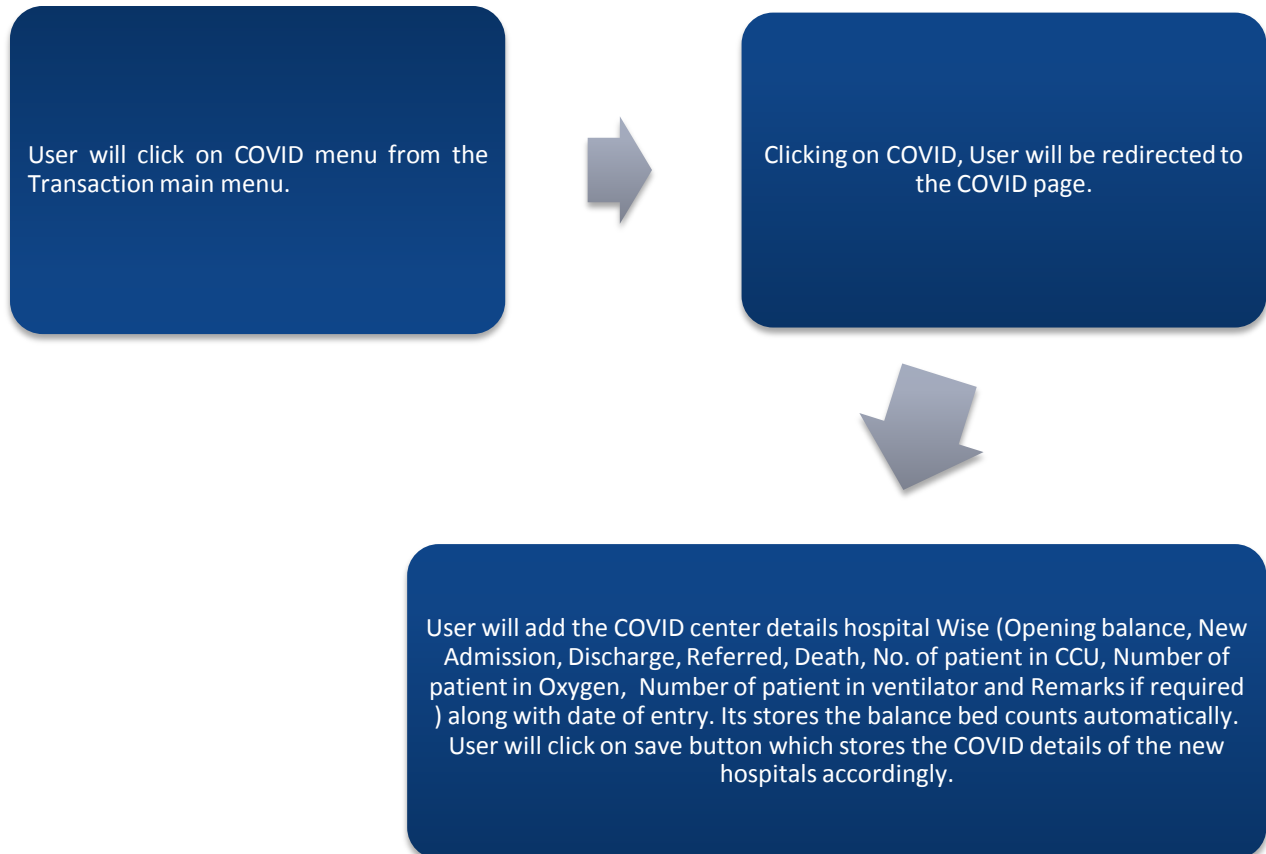 User will click on COVID menu from the
Transaction main menu.
Clicking on COVID, User will be redirected to
the COVID page.
User will add the COVID center details hospital Wise (Opening balance, New
Admission, Discharge, Referred, Death, No. of patient in CCU, Number of
patient in Oxygen, Number of patient in ventilator and Remarks if required
) along with date of entry. Its stores the balance bed counts automatically.
User will click on save button which stores the COVID details of the new
hospitals accordingly.